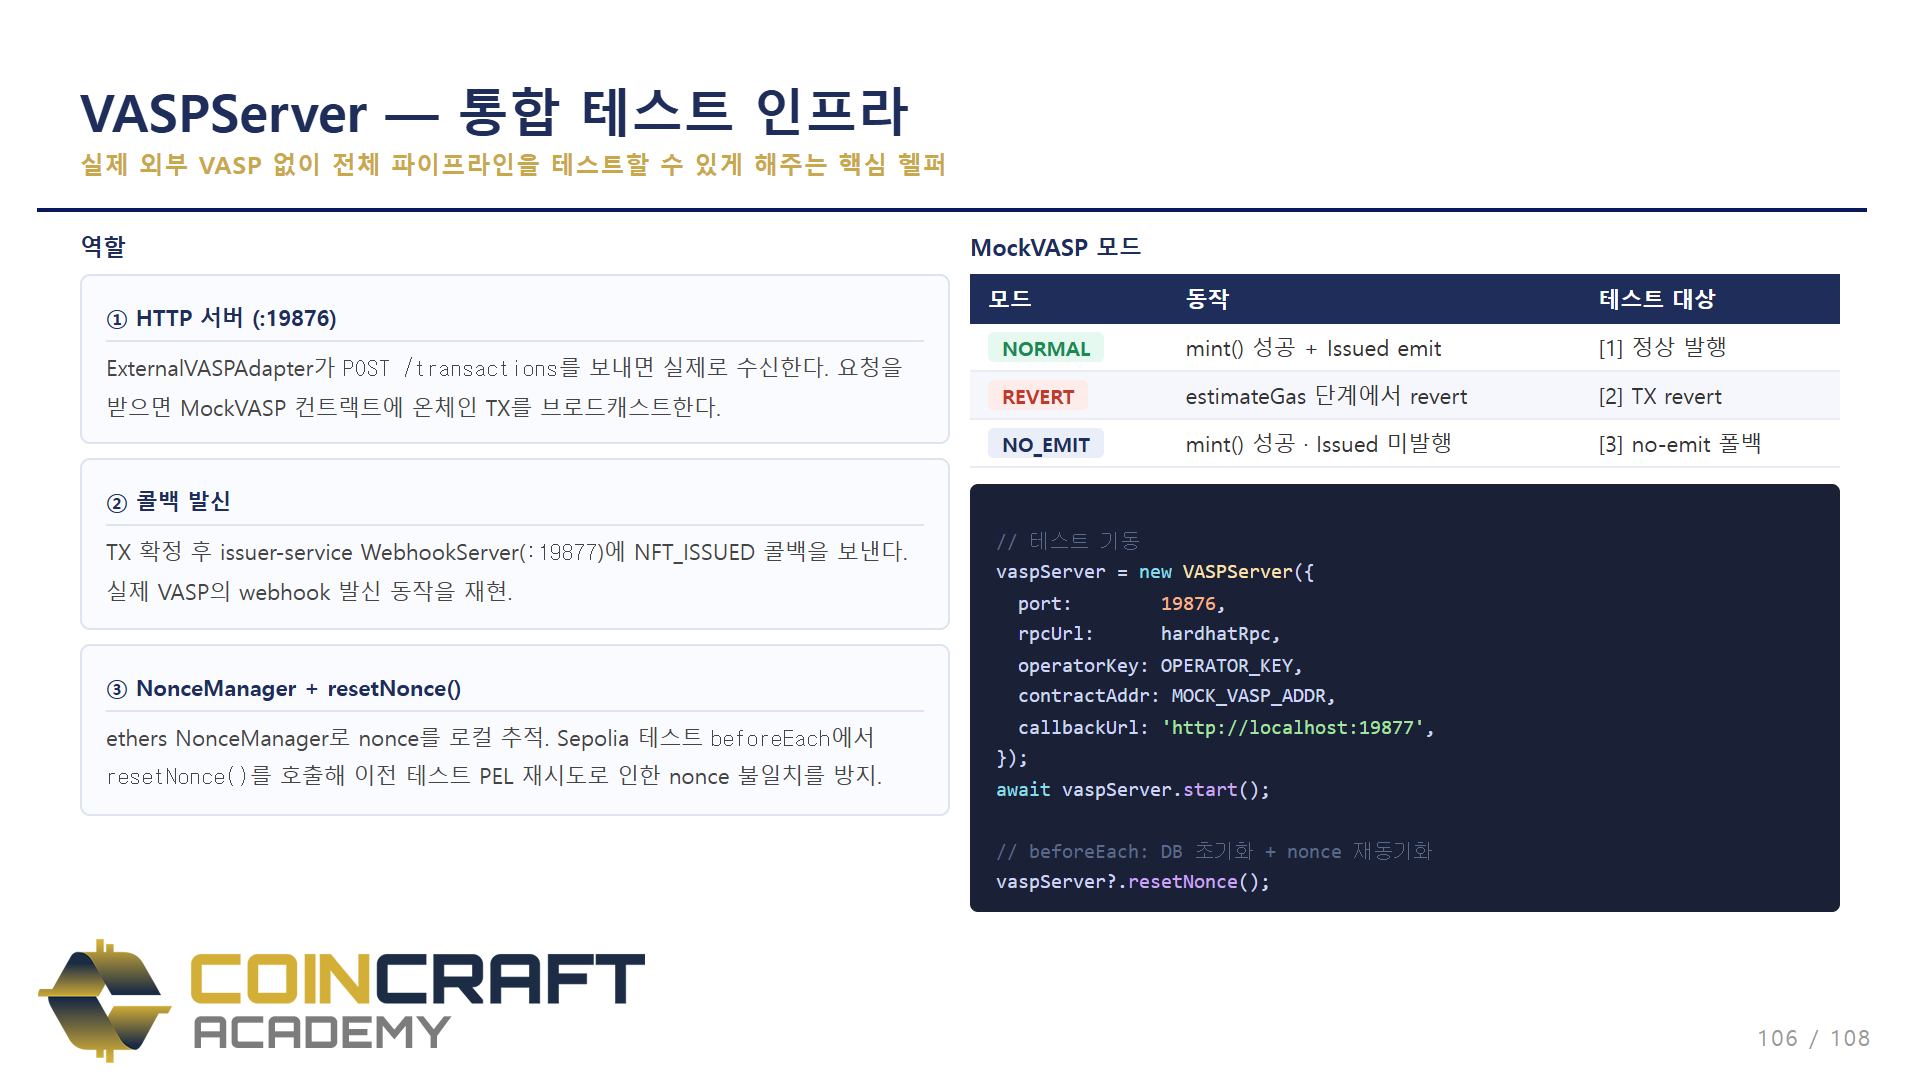 VASPServer — 통합 테스트 인프라
실제 외부 VASP 없이 전체 파이프라인을 테스트할 수 있게 해주는 핵심 헬퍼
역할
① HTTP 서버 (:19876)
ExternalVASPAdapter가 POST /transactions를 보내면 실제로 수신한다. 요청을
받으면 MockVASP 컨트랙트에 온체인 TX를 브로드캐스트한다.
② 콜백 발신
TX 확정 후 issuer-service WebhookServer(:19877)에 NFT_ISSUED 콜백을 보낸다.
실제 VASP의 webhook 발신 동작을 재현.
③ NonceManager + resetNonce()
ethers NonceManager로 nonce를 로컬 추적. Sepolia 테스트 beforeEach에서
resetNonce()를 호출해 이전 테스트 PEL 재시도로 인한 nonce 불일치를 방지.
MockVASP 모드
모드 동작 테스트 대상
NORMAL mint() 성공 + Issued emit [1] 정상 발행
REVERT estimateGas 단계에서 revert [2] TX revert
NO_EMIT mint() 성공 · Issued 미발행 [3] no-emit 폴백
// 테스트 기동
vaspServer = new VASPServer({
port: 19876,
rpcUrl: hardhatRpc,
operatorKey: OPERATOR_KEY,
contractAddr: MOCK_VASP_ADDR,
callbackUrl: 'http://localhost:19877',
});
await vaspServer.start();
// beforeEach: DB 초기화 + nonce 재동기화
vaspServer?.resetNonce();
COINCRAFT
ACADEMY
106 / 108